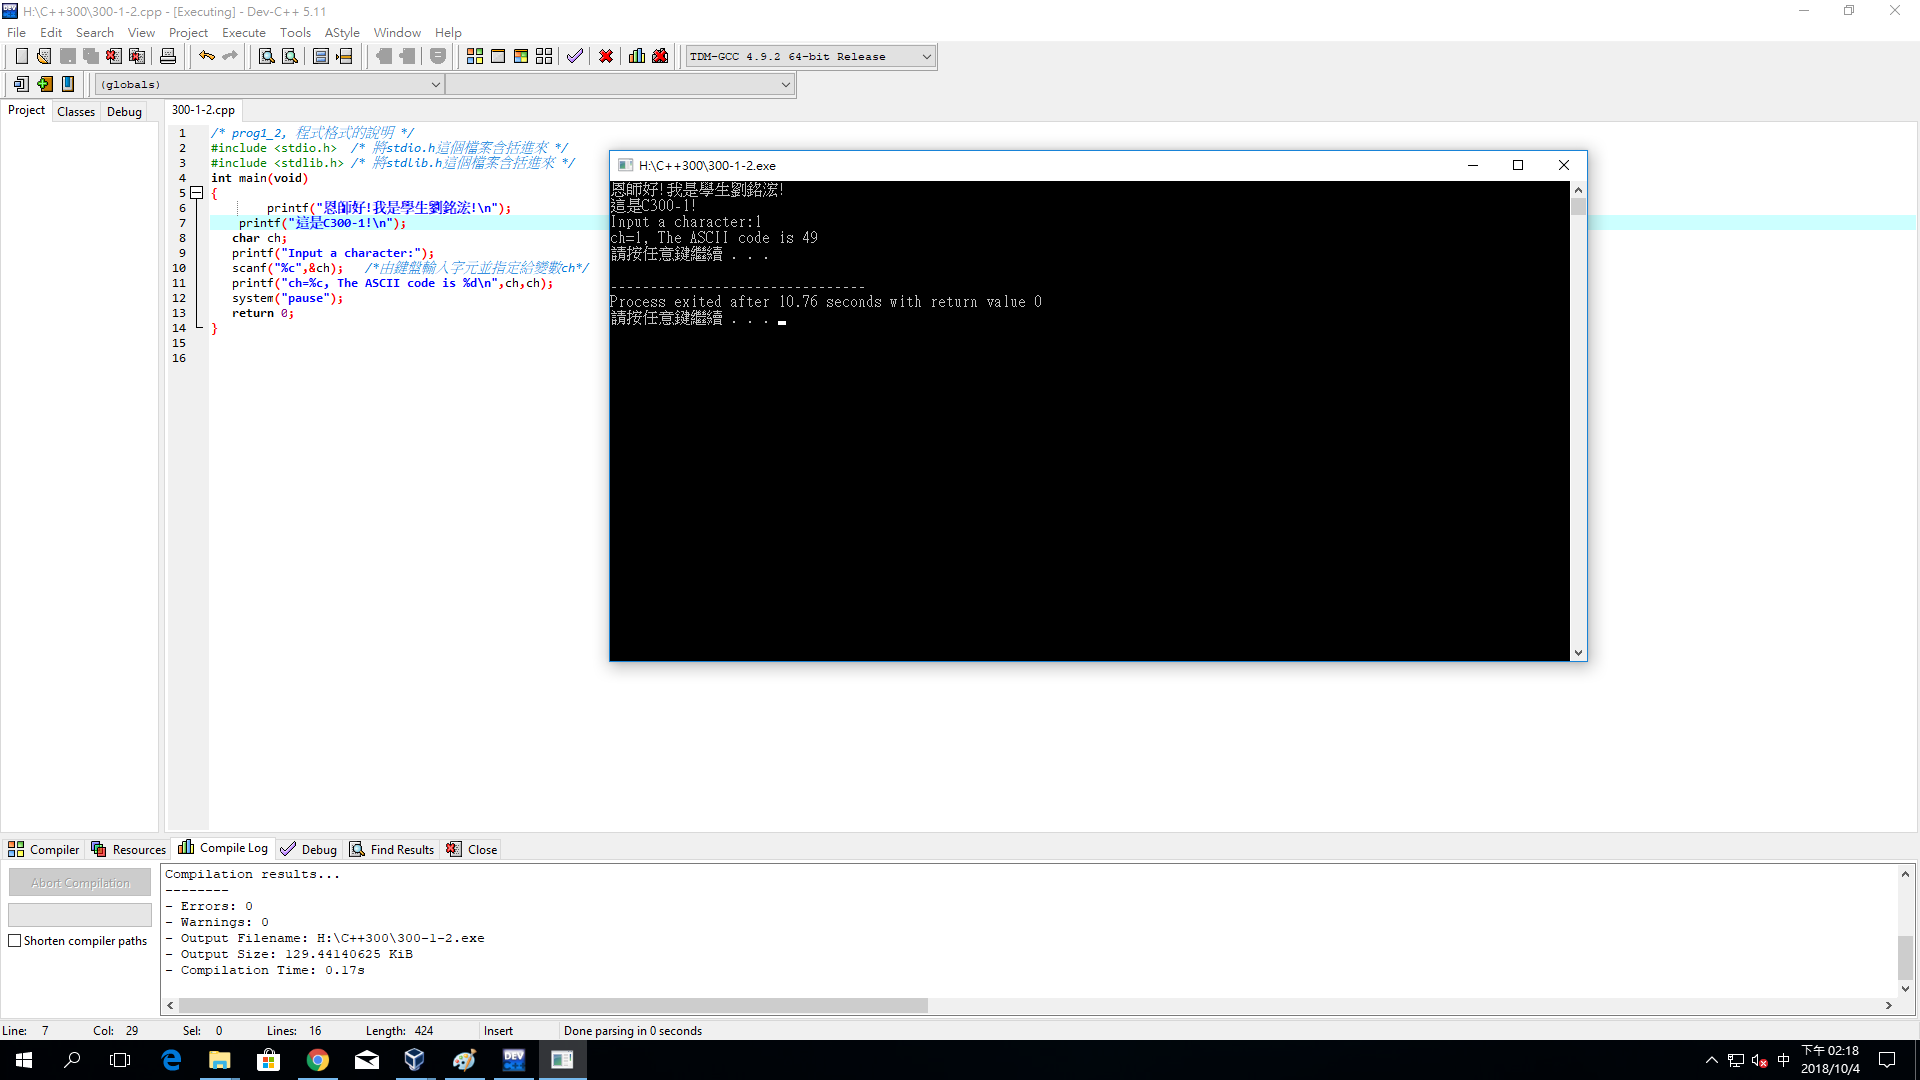 H:\C++300\300-1-2.cpp - [Executing] - Dev-C++ 5.11
File Edit Search View Project Execute Tools AStyle Window Help
TDM-GCC 4.9.2 64-bit Release
(globals)
Project Classes Debug
300-1-2.cpp
1 /* prog1_2, 程式格式的說明 */
2 #include <stdio.h> /* 將stdio.h這個檔案含括進來 */
3 #include <stdlib.h> /* 將stdlib.h這個檔案含括進來 */
4 int main(void)
5 {
6 printf("恩師好!我是學生劉銘浤!\n");
7 printf("這是C300-1!\n");
8 char ch;
9 printf("Input a character:");
10 scanf("%c",&ch); /*由鍵盤輸入字元並指定給變數ch*/
11 printf("ch=%c, The ASCII code is %d\n",ch,ch);
12 system("pause");
13 return 0;
14 }
15
16
H:\C++300\300-1-2.exe
恩師好!我是學生劉銘浤!
這是C300-1!
Input a character:1
ch=1, The ASCII code is 49
請按任意鍵繼續 . . .
--------------------------------
Process exited after 10.76 seconds with return value 0
請按任意鍵繼續 . . .
Compiler Resources Compile Log Debug Find Results Close
Abort Compilation
Shorten compiler paths
Compilation results...
--------
- Errors: 0
- Warnings: 0
- Output Filename: H:\C++300\300-1-2.exe
- Output Size: 129.44140625 KiB
- Compilation Time: 0.17s
Line: 7 Col: 29 Sel: 0 Lines: 16 Length: 424 Insert Done parsing in 0 seconds
DEV
中
下午 02:18
2018/10/4